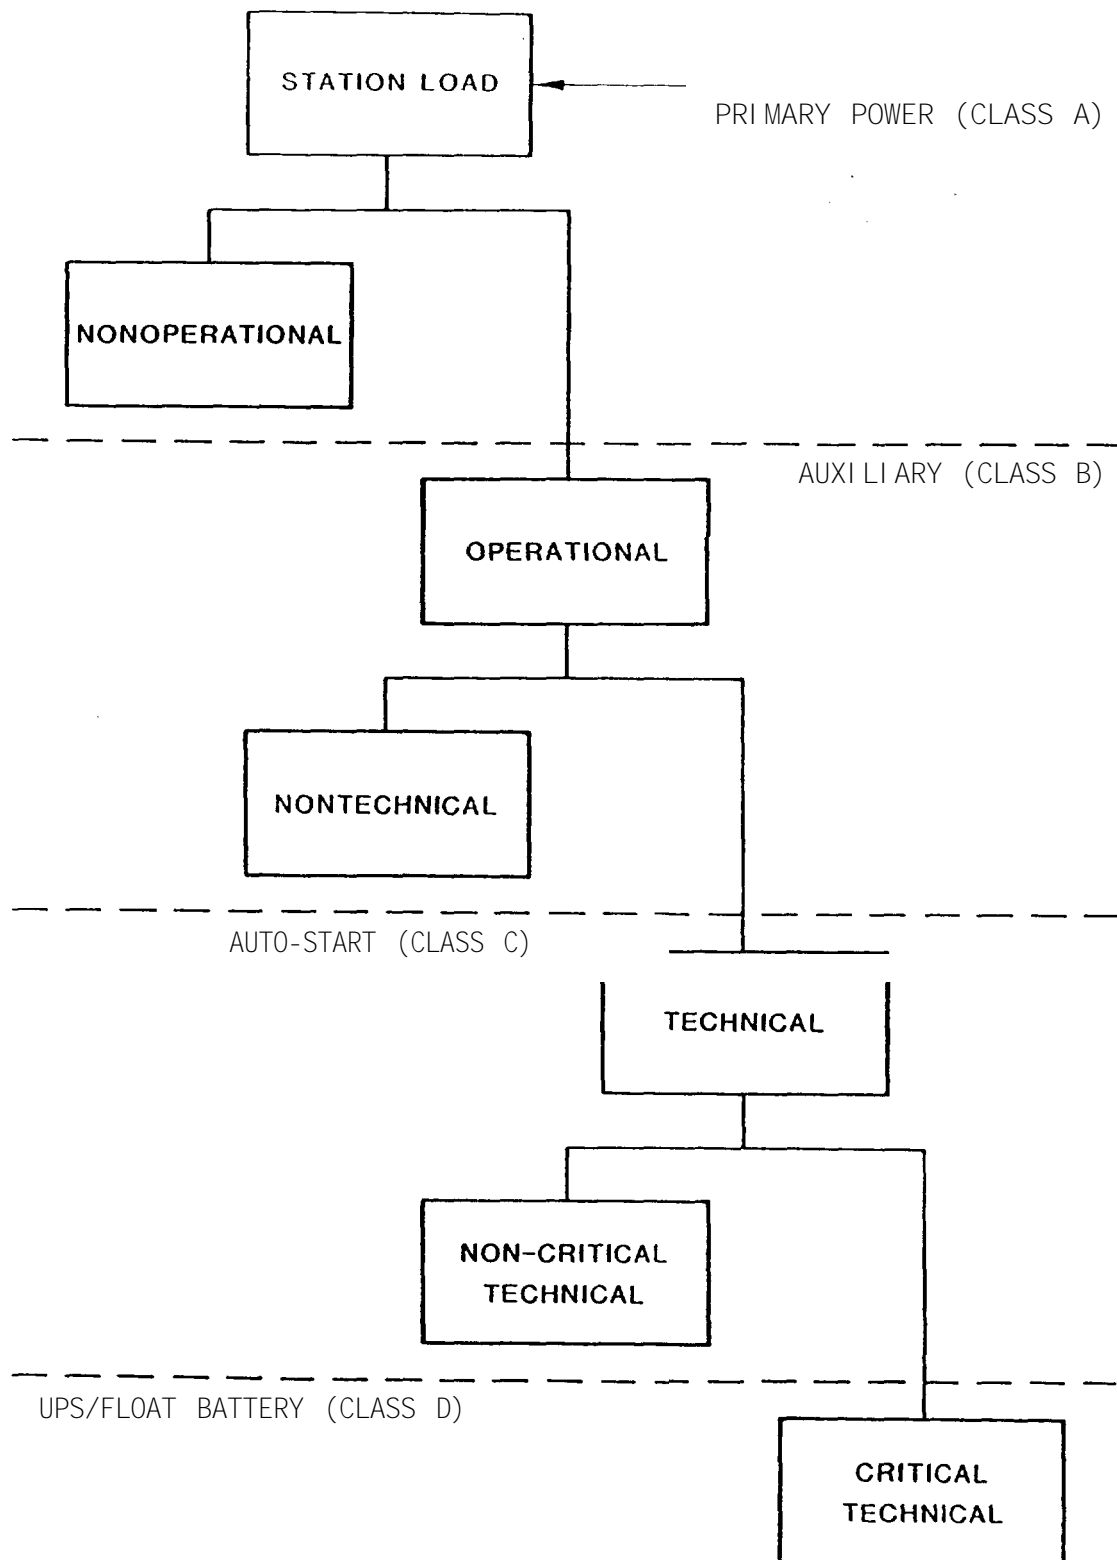 STATION LOAD
PRIMARY POWER (CLASS A)
NONOPERATIONAL
AUXILIARY (CLASS B)
OPERATIONAL
NONTECHNICAL
AUTO-START (CLASS C)
TECHNICAL
NON-CRITICAL
TECHNICAL
UPS/FLOAT BATTERY (CLASS D)
CRITICAL
TECHNICAL